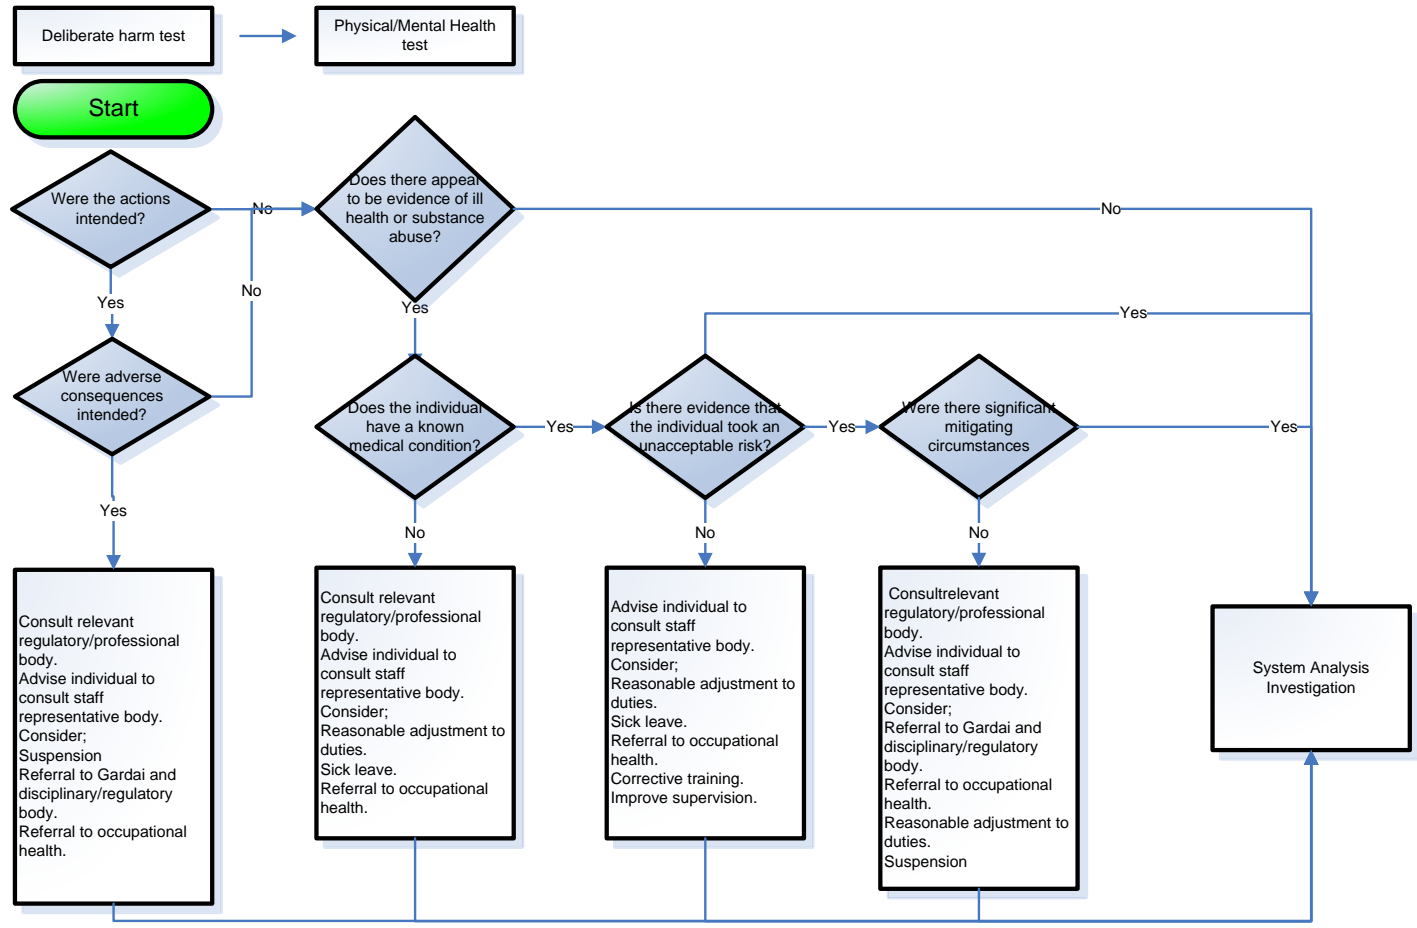 Deliberate harm test
Physical/Mental Health
test
Start
Were the actions
intended?
No
Yes
No
Were adverse
consequences
intended?
Yes
Does there appear
to be evidence of ill
health or substance
abuse?
No
Yes
Does the individual
have a known
medical condition?
Yes
No
Is there evidence that
the individual took an
unacceptable risk?
Yes
Yes
No
Were there significant
mitigating
circumstances
Yes
No
Consult relevant
regulatory/professional
body.
Advise individual to
consult staff
representative body.
Consider;
Suspension
Referral to Gardai and
disciplinary/regulatory
body.
Referral to occupational
health.
Consult relevant
regulatory/professional
body.
Advise individual to
consult staff
representative body.
Consider;
Reasonable adjustment to
duties.
Sick leave.
Referral to occupational
health.
Advise individual to
consult staff
representative body.
Consider;
Reasonable adjustment to
duties.
Sick leave.
Referral to occupational
health.
Corrective training.
Improve supervision.
Consultrelevant
regulatory/professional
body.
Advise individual to
consult staff
representative body.
Consider;
Referral to Gardai and
disciplinary/regulatory
body.
Referral to occupational
health.
Reasonable adjustment to
duties.
Suspension
System Analysis
Investigation